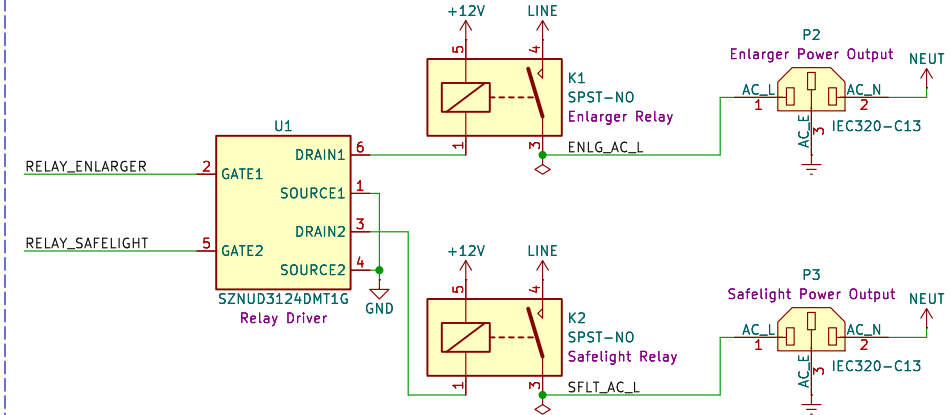 +12V
LINE
5
4
K1
SPST-NO
Enlarger Relay
1
3
ENLG_AC_L
P2
Enlarger Power Output
NEUT
AC_L
AC_N
1
2
AC_E
3
IEC320-C13
U1
RELAY_ENLARGER
2
GATE1
DRAIN1
6
SOURCE1
1
DRAIN2
3
RELAY_SAFELIGHT
5
GATE2
SOURCE2
4
SZNUD3124DMT1G
Relay Driver
GND
+12V
LINE
5
4
K2
SPST-NO
Safelight Relay
1
3
SFLT_AC_L
P3
Safelight Power Output
NEUT
AC_L
AC_N
1
2
AC_E
3
IEC320-C13